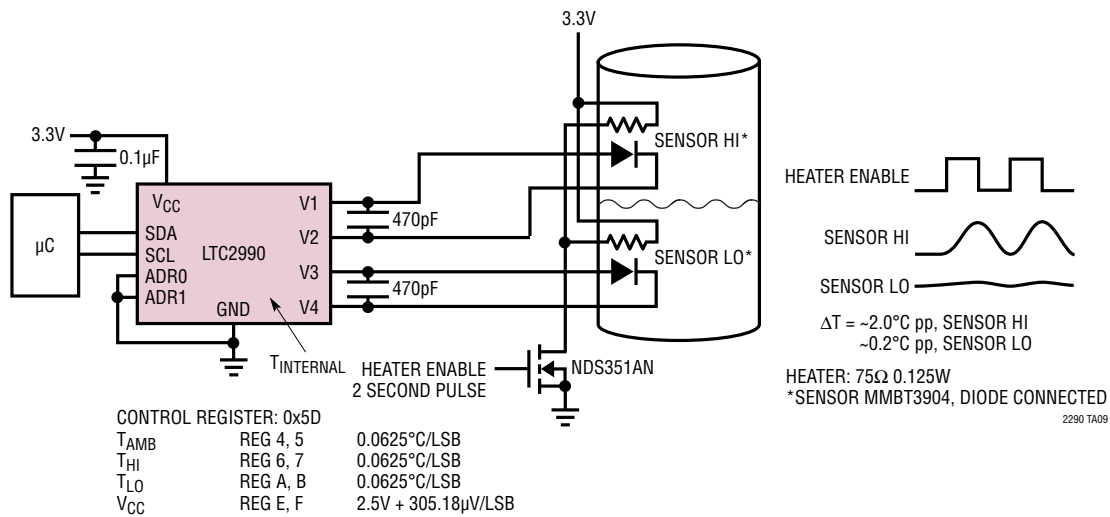 3.3V
3.3V
0.1µF
µC
VCC
SDA
SCL
ADR0
ADR1
LTC2990
GND
V1
V2
V3
V4
470pF
470pF
TINTERNAL
SENSOR HI*
SENSOR LO*
HEATER ENABLE
2 SECOND PULSE
NDS351AN
HEATER ENABLE
SENSOR HI
SENSOR LO
ΔT = ~2.0°C pp, SENSOR HI
~0.2°C pp, SENSOR LO
HEATER: 75Ω 0.125W
*SENSOR MMBT3904, DIODE CONNECTED
2290 TA09
CONTROL REGISTER: 0x5D
TAMB REG 4, 5 0.0625°C/LSB
THI REG 6, 7 0.0625°C/LSB
TLO REG A, B 0.0625°C/LSB
VCC REG E, F 2.5V + 305.18µV/LSB